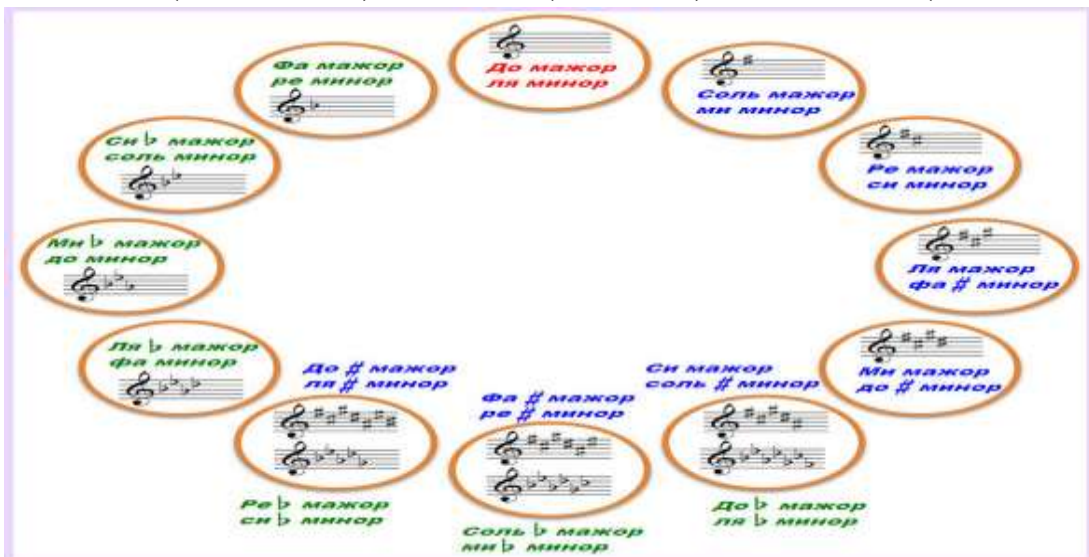 До мажор
ля минор
Соль мажор
ми минор
Ре мажор
си минор
Ля мажор
фа # минор
Ми мажор
до # минор
Си мажор
соль # минор
До ♭ мажор
ля ♭ минор
Фа # мажор
ре # минор
Соль ♭ мажор
ми ♭ минор
До # мажор
ля # минор
Ре ♭ мажор
си ♭ минор
Ля ♭ мажор
фа минор
Ми ♭ мажор
до минор
Си ♭ мажор
соль минор
Фа мажор
ре минор